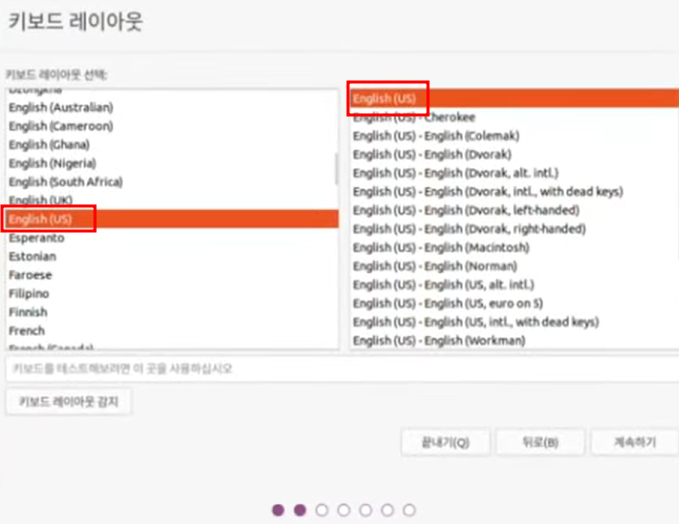 키보드 레이아웃
키보드 레이아웃 선택:
Dzongkha
English (Australian)
English (Cameroon)
English (Ghana)
English (Nigeria)
English (South Africa)
English (UK)
English (US)
Esperanto
Estonian
Faroese
Filipino
Finnish
French
French (Canada)
English (US)
English (US) - Cherokee
English (US) - English (Colemak)
English (US) - English (Dvorak)
English (US) - English (Dvorak, alt. intl.)
English (US) - English (Dvorak, intl., with dead keys)
English (US) - English (Dvorak, left-handed)
English (US) - English (Dvorak, right-handed)
English (US) - English (Macintosh)
English (US) - English (Norman)
English (US) - English (US, alt. intl.)
English (US) - English (US, euro on 5)
English (US) - English (US, intl., with dead keys)
English (US) - English (Workman)
키보드를 테스트해보려면 이 곳을 사용하십시오
키보드 레이아웃 감지
끝내기(Q)
뒤로(B)
계속하기